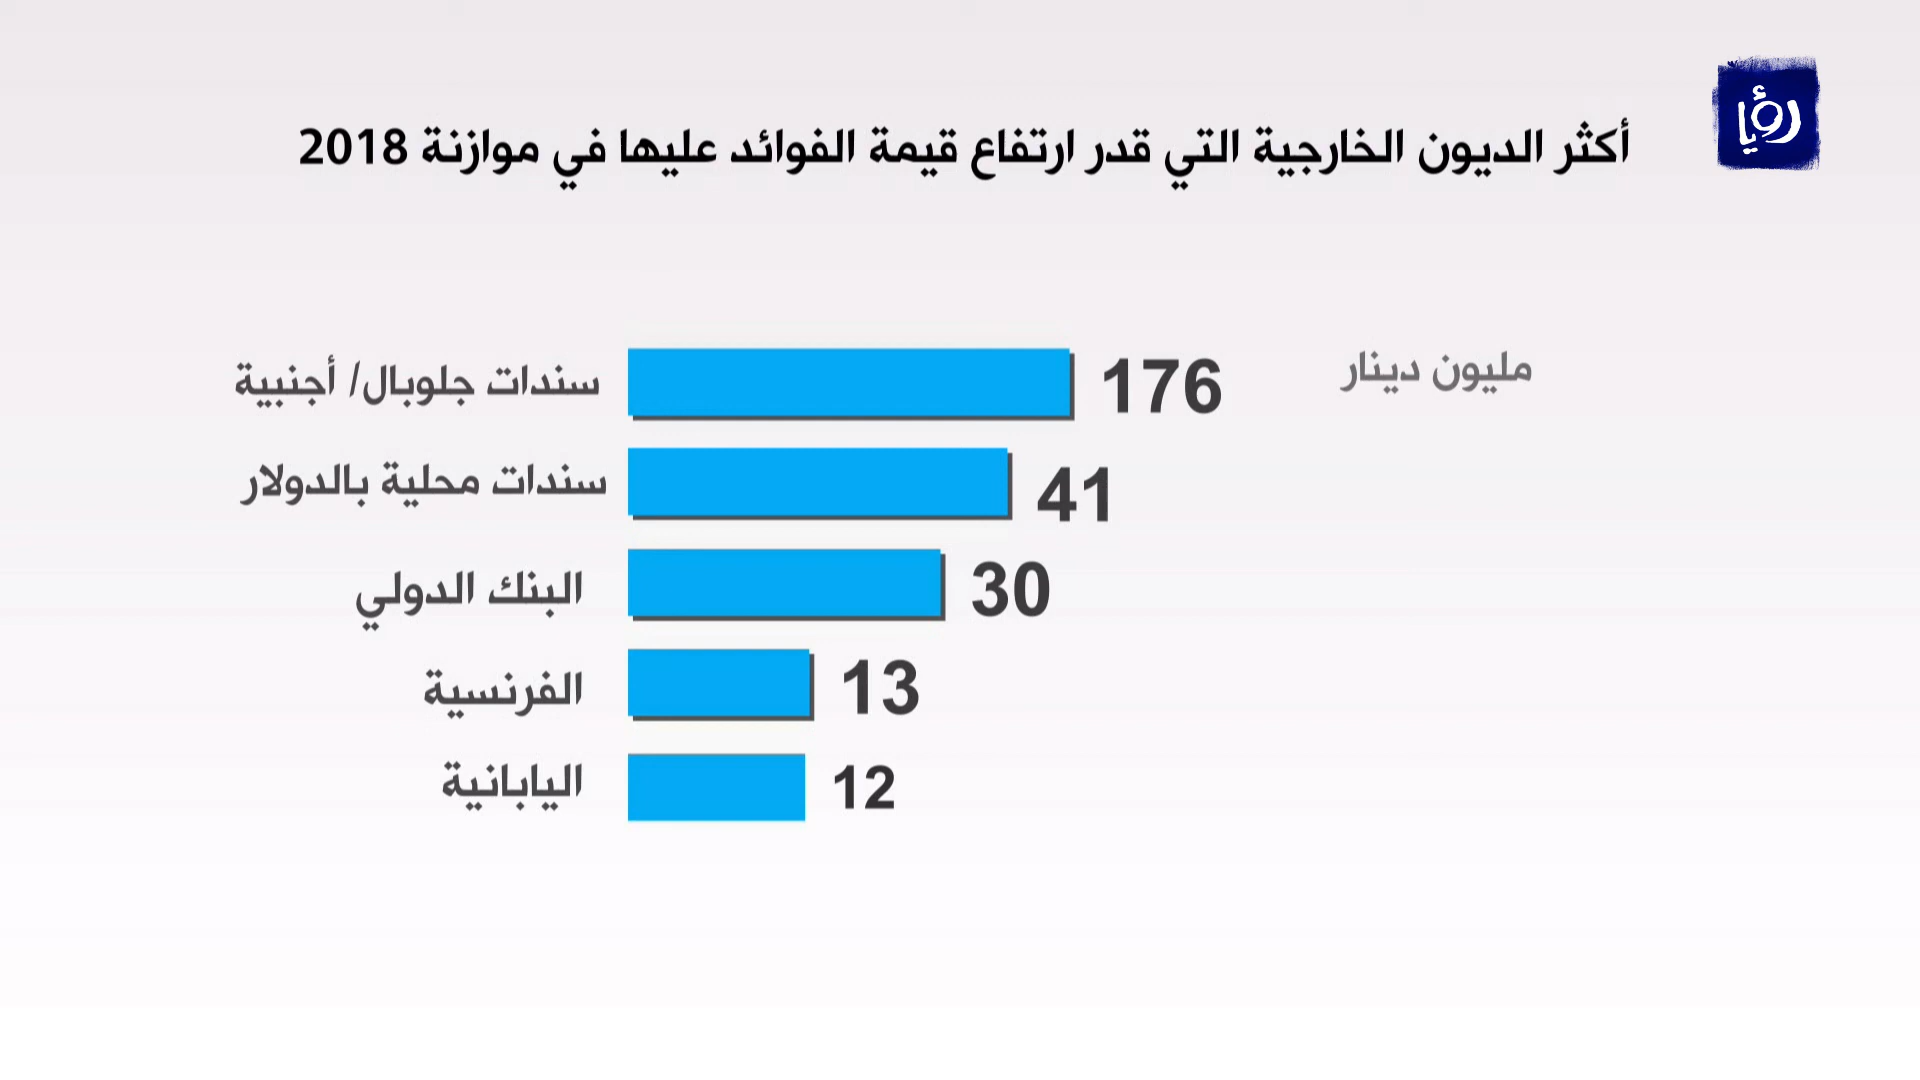 رؤيا
أكثر الديون الخارجية التي قدر ارتفاع قيمة الفوائد عليها في موازنة 2018
مليون دينار
سندات جلوبال/ أجنبية 176
سندات محلية بالدولار 41
البنك الدولي 30
الفرنسية 13
اليابانية 12